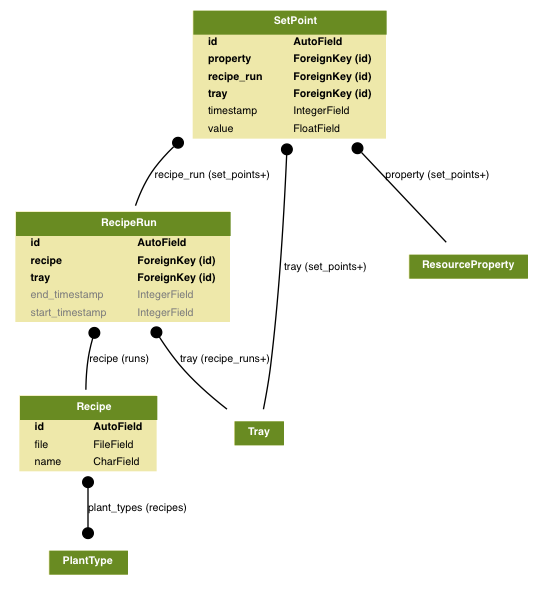 SetPoint
id AutoField
property ForeignKey (id)
recipe_run ForeignKey (id)
tray ForeignKey (id)
timestamp IntegerField
value FloatField
recipe_run (set_points+)
property (set_points+)
RecipeRun
id AutoField
recipe ForeignKey (id)
tray ForeignKey (id)
end_timestamp IntegerField
start_timestamp IntegerField
ResourceProperty
tray (set_points+)
recipe (runs)
tray (recipe_runs+)
Recipe
id AutoField
file FileField
name CharField
Tray
plant_types (recipes)
PlantType